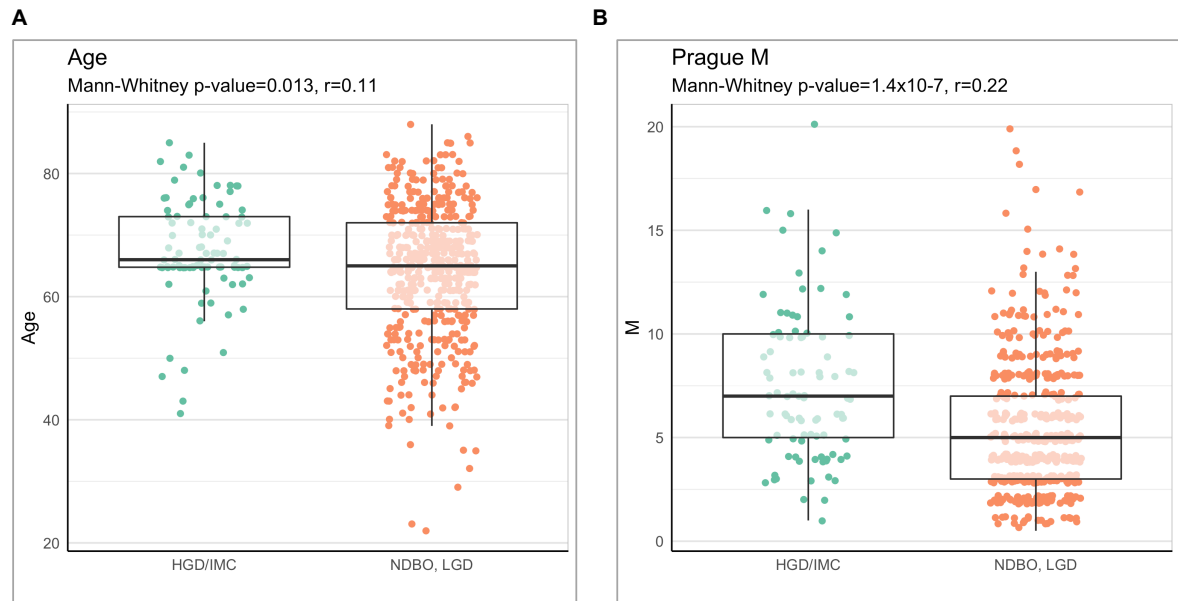 A
Age
Mann-Whitney p-value=0.013, r=0.11
Age
80
60
40
20
HGD/IMC
NDBO, LGD
B
Prague M
Mann-Whitney p-value=1.4x10-7, r=0.22
M
20
15
10
5
0
HGD/IMC
NDBO, LGD